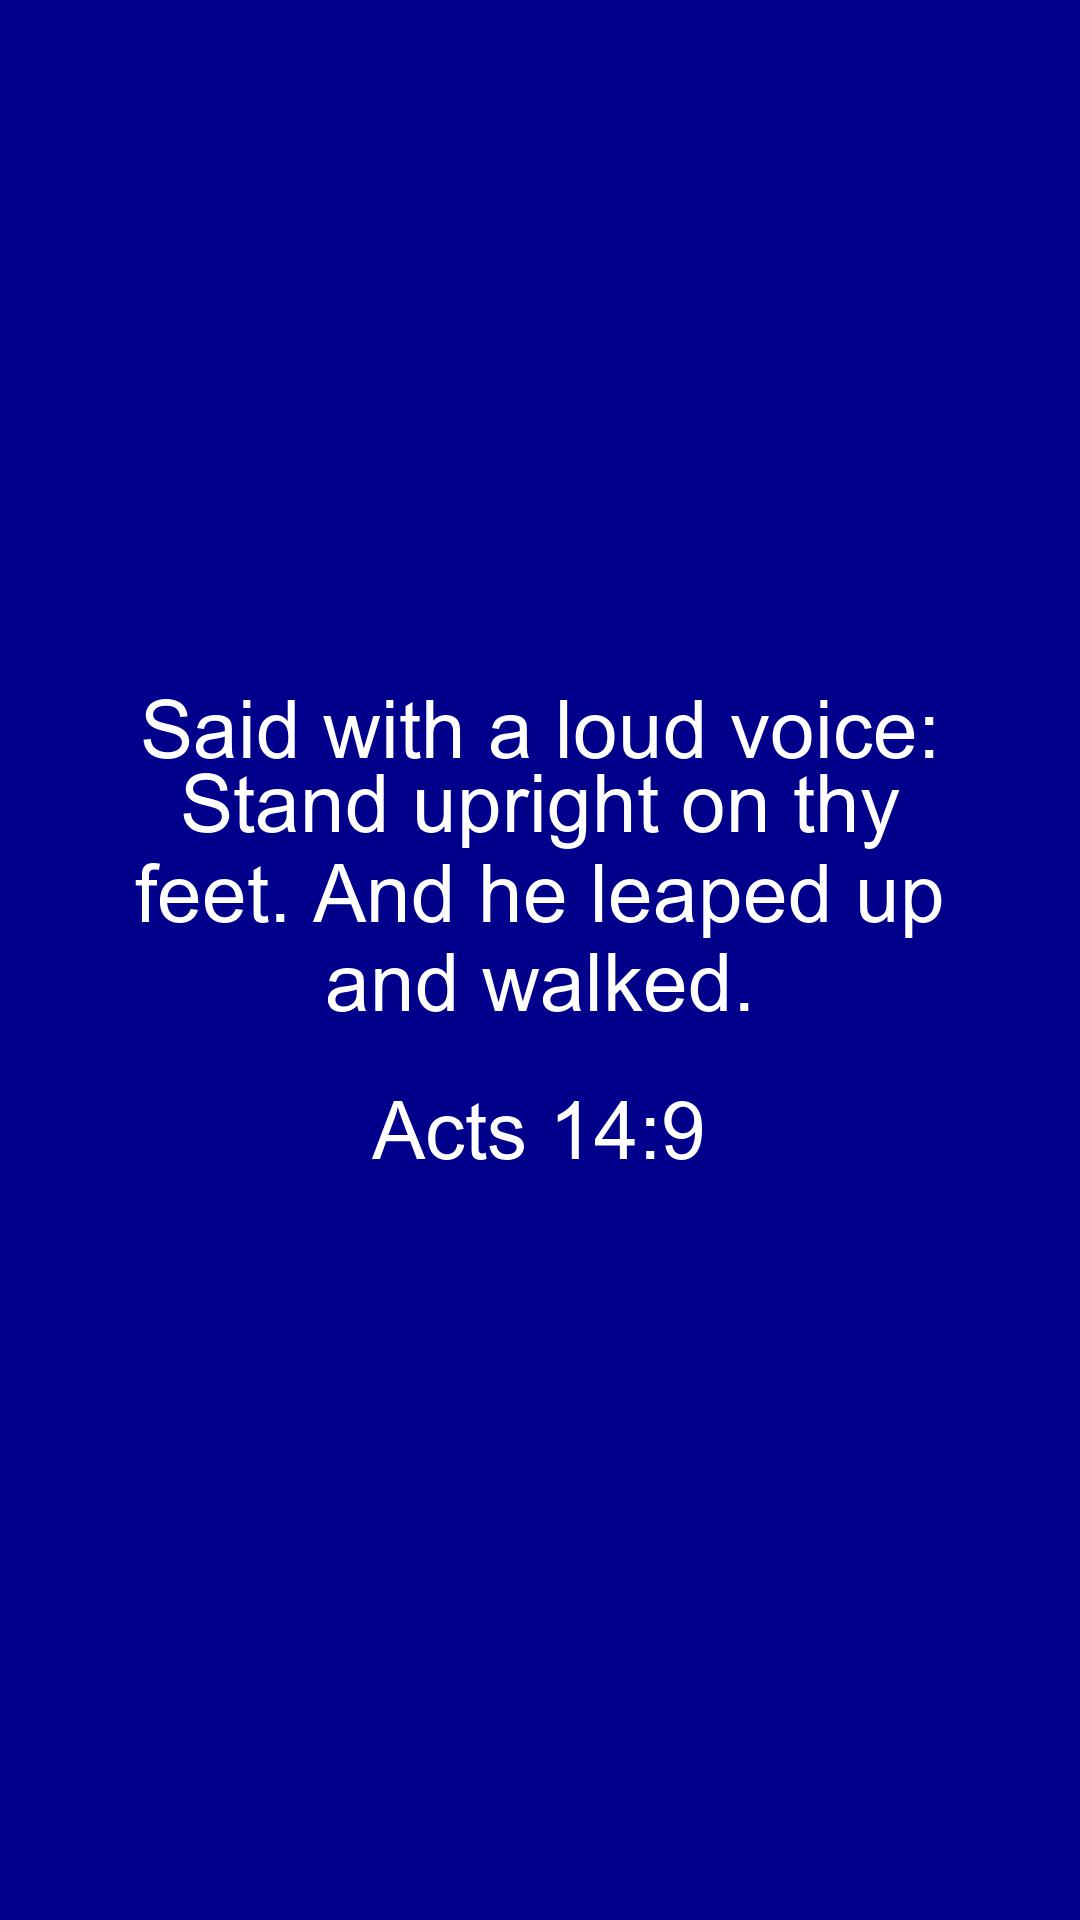 Said with a loud voice:
Stand upright on thy
feet. And he leaped up
and walked.
Acts 14:9